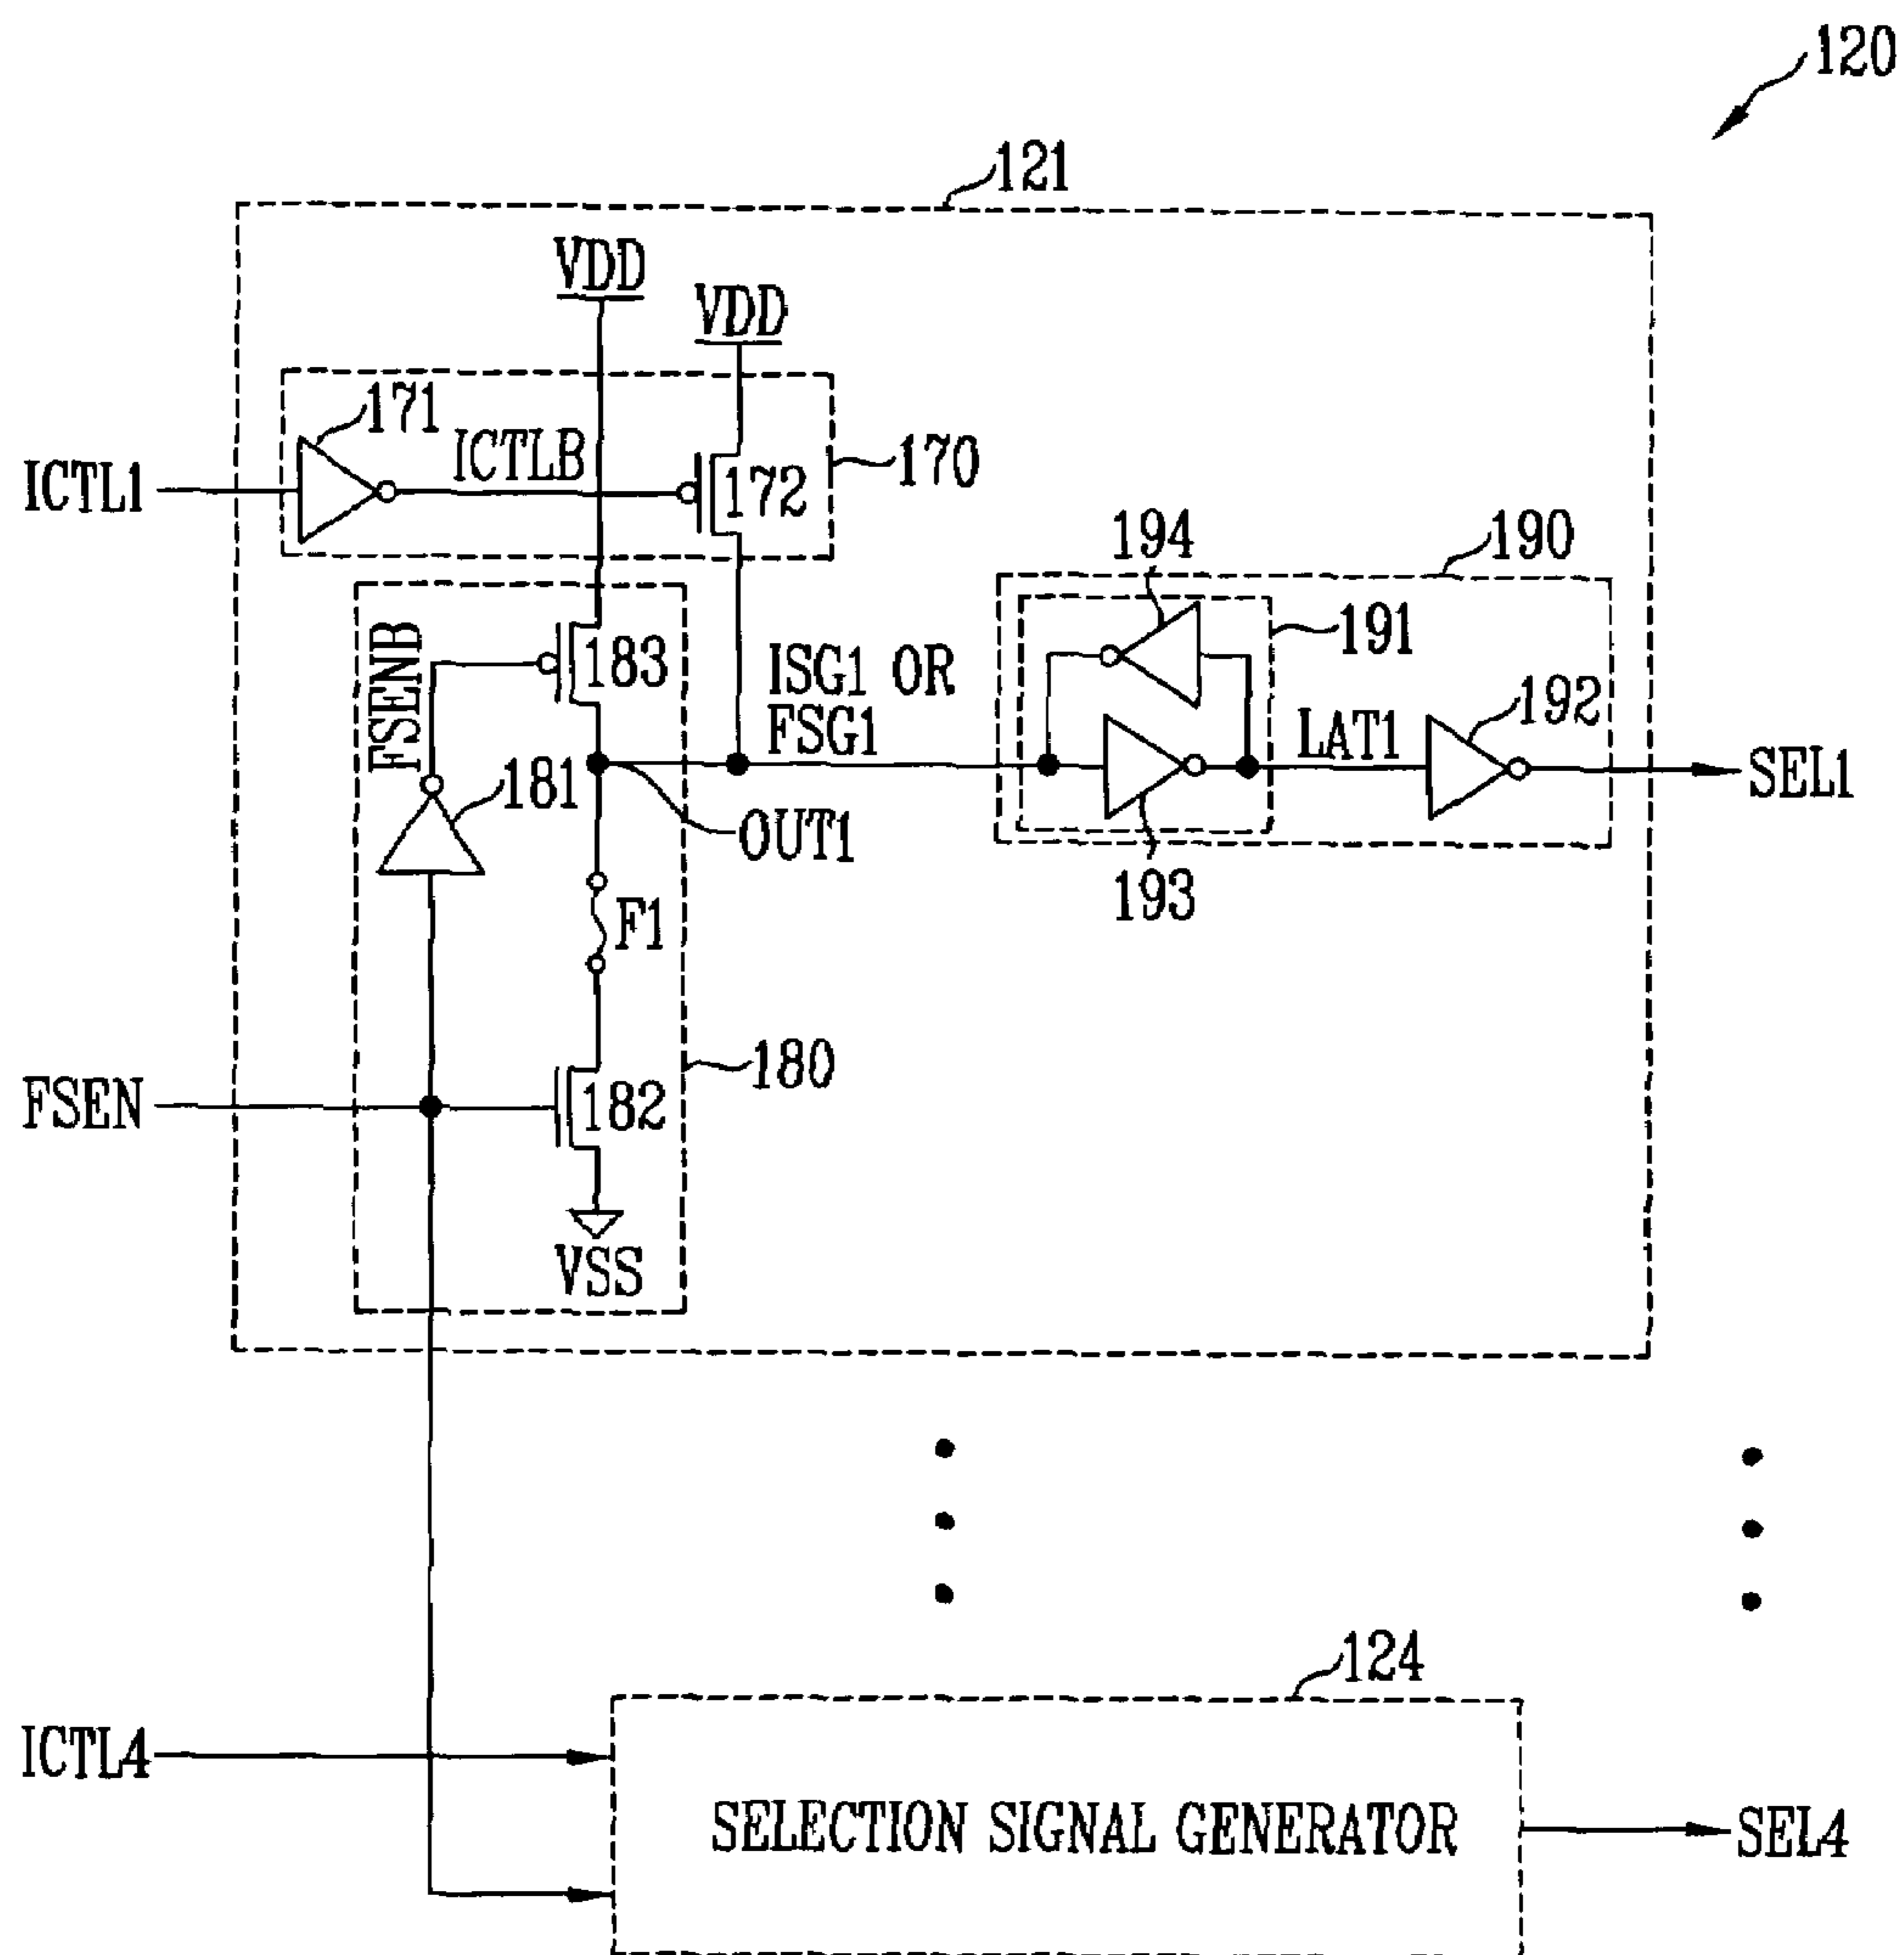 120
121
VDD
VDD
171
ICTLB
ICTL1
172
170
194
190
FSENB
183
ISG1 OR
FSG1
191
LAT1
192
SEL1
181
OUT1
193
F1
180
FSEN
182
VSS
124
ICTL4
SELECTION SIGNAL GENERATOR
SEL4